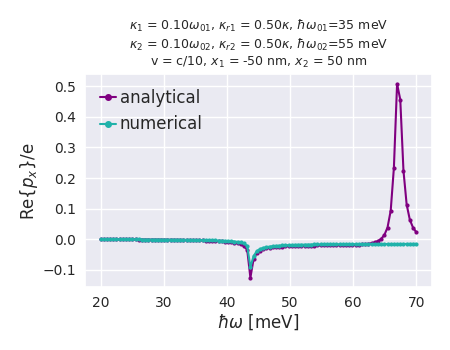 κ₁ = 0.10ω₀₁, κᵣ₁ = 0.50κ, ℏω₀₁=35 meV
κ₂ = 0.10ω₀₂, κᵣ₂ = 0.50κ, ℏω₀₂=55 meV
v = c/10, x₁ = -50 nm, x₂ = 50 nm
analytical
numerical
Re{pₓ}/e
0.5
0.4
0.3
0.2
0.1
0.0
−0.1
20 30 40 50 60 70
ℏω [meV]